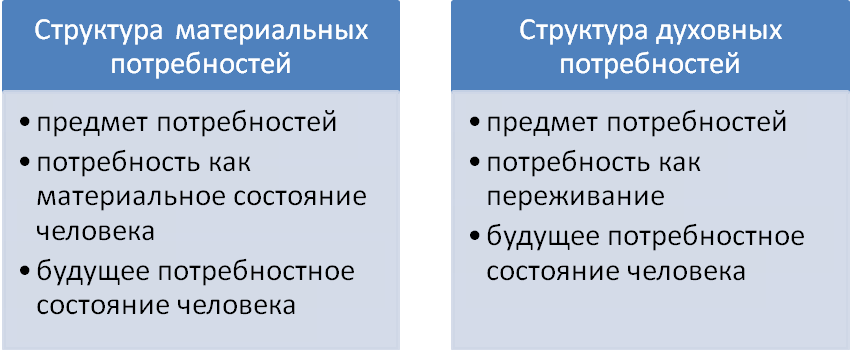 Структура материальных
потребностей
• предмет потребностей
• потребность как
материальное состояние
человека
• будущее потребностное
состояние человека
Структура духовных
потребностей
• предмет потребностей
• потребность как
переживание
• будущее потребностное
состояние человека